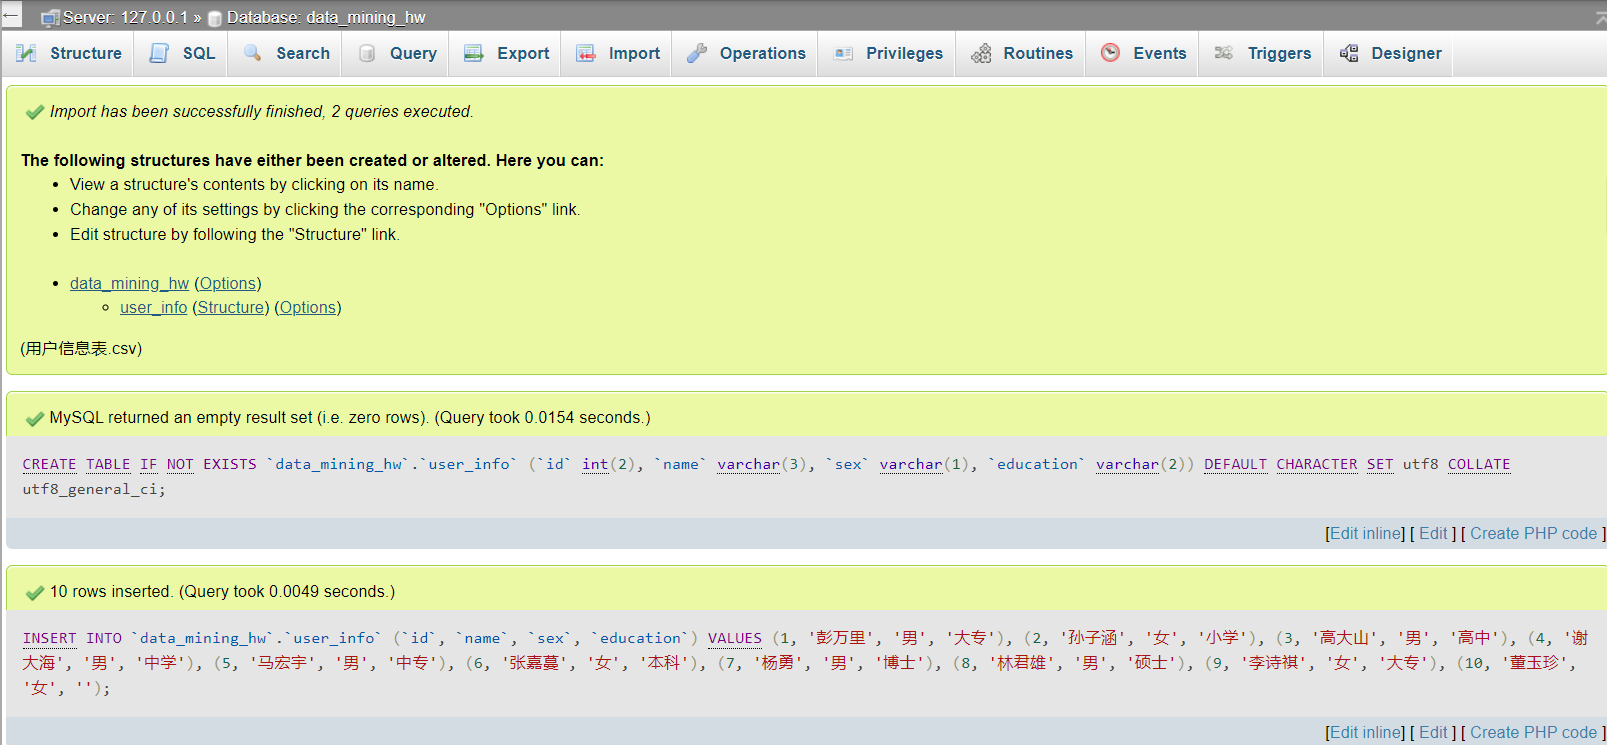 Server: 127.0.0.1 » Database: data_mining_hw
Structure SQL Search Query Export Import Operations Privileges Routines Events Triggers Designer
Import has been successfully finished, 2 queries executed.
The following structures have either been created or altered. Here you can:
• View a structure's contents by clicking on its name.
• Change any of its settings by clicking the corresponding "Options" link.
• Edit structure by following the "Structure" link.
• data_mining_hw (Options)
◦ user_info (Structure) (Options)
(用户信息表.csv)
MySQL returned an empty result set (i.e. zero rows). (Query took 0.0154 seconds.)
CREATE TABLE IF NOT EXISTS `data_mining_hw`.`user_info` (`id` int(2), `name` varchar(3), `sex` varchar(1), `education` varchar(2)) DEFAULT CHARACTER SET utf8 COLLATE
utf8_general_ci;
[Edit inline] [ Edit ] [ Create PHP code ]
10 rows inserted. (Query took 0.0049 seconds.)
INSERT INTO `data_mining_hw`.`user_info` (`id`, `name`, `sex`, `education`) VALUES (1, '彭万里', '男', '大专'), (2, '孙子涵', '女', '小学'), (3, '高大山', '男', '高中'), (4, '谢
大海', '男', '中学'), (5, '马宏宇', '男', '中专'), (6, '张嘉蔓', '女', '本科'), (7, '杨勇', '男', '博士'), (8, '林君雄', '男', '硕士'), (9, '李诗祺', '女', '大专'), (10, '董玉珍',
'女', '');
[Edit inline] [ Edit ] [ Create PHP code ]